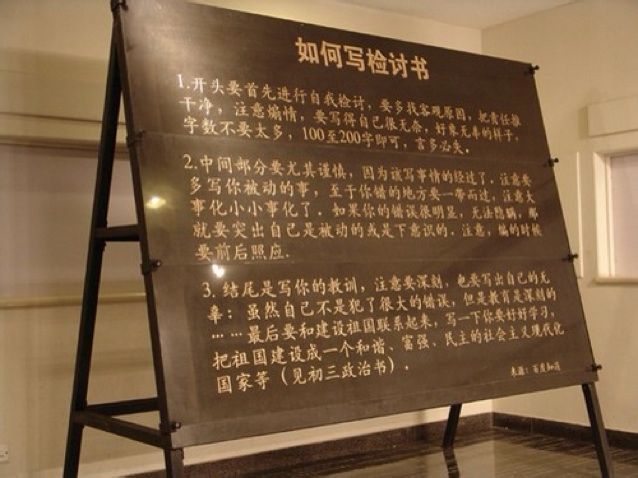 如何写检讨书
1.开头要首先进行自我检讨，要多找客观原因，把责任推
干净，注意煽情，要写得自己很无奈，好象无辜的样子，
字数不要太多，100至200字即可，言多必失。
2.中间部分要尤其谨慎，因为该写事情的经过了，注意要
多写你被动的事，至于你错的地方要一带而过，注意大
事化小小事化了．如果你的错误很明显，无法隐瞒，那
就要突出自己是被动的或是下意识的．注意，编的时候
要前后照应．
3．结尾是写你的教训，注意要深刻，也要写出自己的无
辜：虽然自己不是犯了很大的错误，但是教育是深刻的
……最后要和建设祖国联系起来，写一下你要好好学习，
把祖国建设成一个和谐、富强、民主的社会主义现代化
国家等（见初三政治书）．
来源：百度知道